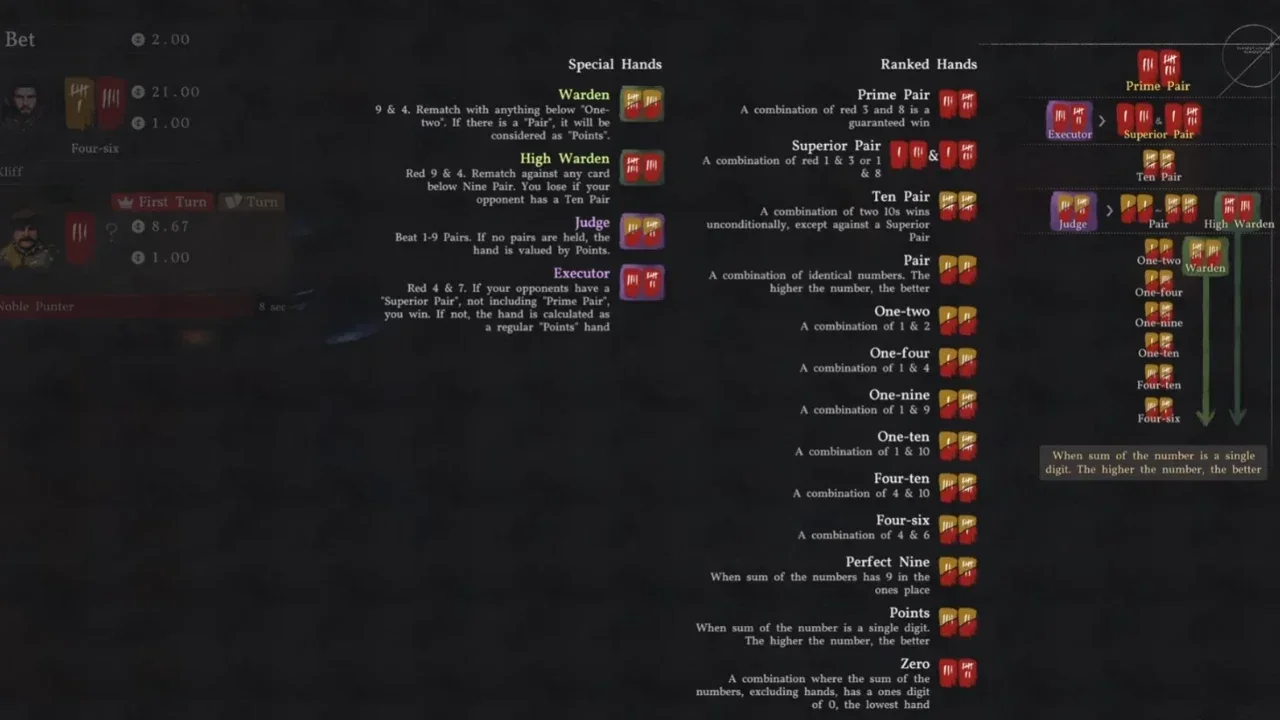 Bet
2.00
21.00
1.00
Four-six
Kliff
First Turn
Turn
?
8.67
1.00
Noble Punter
8 sec
Special Hands
Warden
9 & 4. Rematch with anything below "One-
two". If there is a "Pair", it will be
considered as "Points".
High Warden
Red 9 & 4. Rematch against any card
below Nine Pair. You lose if your
opponent has a Ten Pair
Judge
Beat 1-9 Pairs. If no pairs are held, the
hand is valued by Points.
Executor
Red 4 & 7. If your opponents have a
"Superior Pair", not including "Prime Pair",
you win. If not, the hand is calculated as
a regular "Points" hand
Ranked Hands
Prime Pair
A combination of red 3 and 8 is a
guaranteed win
Superior Pair
&
A combination of red 1 & 3 or 1
& 8
Ten Pair
A combination of two 10s wins
unconditionally, except against a Superior
Pair
Pair
A combination of identical numbers. The
higher the number, the better
One-two
A combination of 1 & 2
One-four
A combination of 1 & 4
One-nine
A combination of 1 & 9
One-ten
A combination of 1 & 10
Four-ten
A combination of 4 & 10
Four-six
A combination of 4 & 6
Perfect Nine
When sum of the numbers has 9 in the
ones place
Points
When sum of the number is a single digit.
The higher the number, the better
Zero
A combination where the sum of the
numbers, excluding hands, has a ones digit
of 0, the lowest hand
Prime Pair
Executor > Superior Pair
&
Ten Pair
Judge > Pair ~ High Warden
One-two
Warden
One-four
One-nine
One-ten
Four-ten
Four-six
When sum of the number is a single
digit. The higher the number, the better